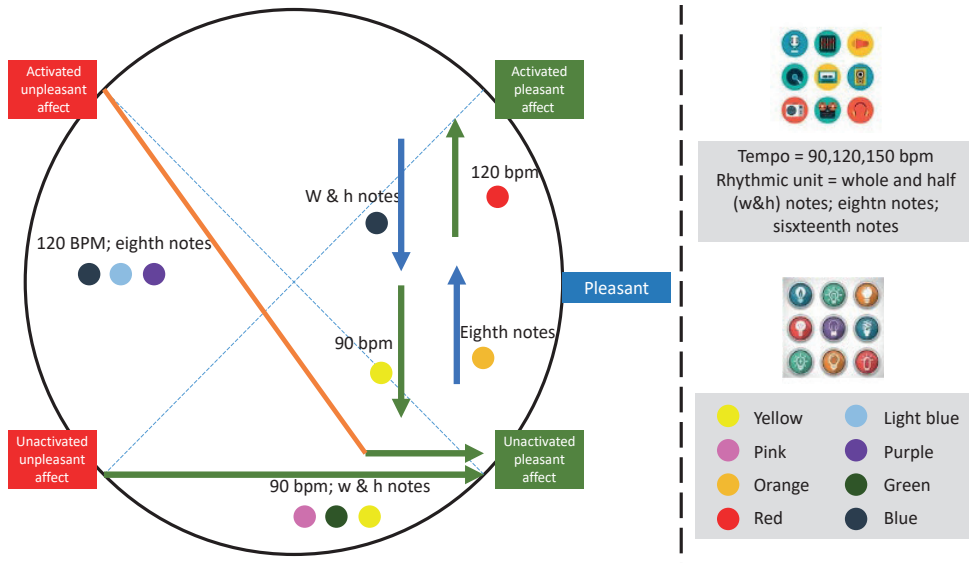 Activated
unpleasant
affect
Activated
pleasant
affect
W & h notes
120 bpm
120 BPM; eighth notes
Pleasant
90 bpm
Eighth notes
Unactivated
unpleasant
affect
Unactivated
pleasant
affect
90 bpm; w & h notes
Tempo = 90,120,150 bpm
Rhythmic unit = whole and half
(w&h) notes; eightn notes;
sisxteenth notes
Yellow
Light blue
Pink
Purple
Orange
Green
Red
Blue